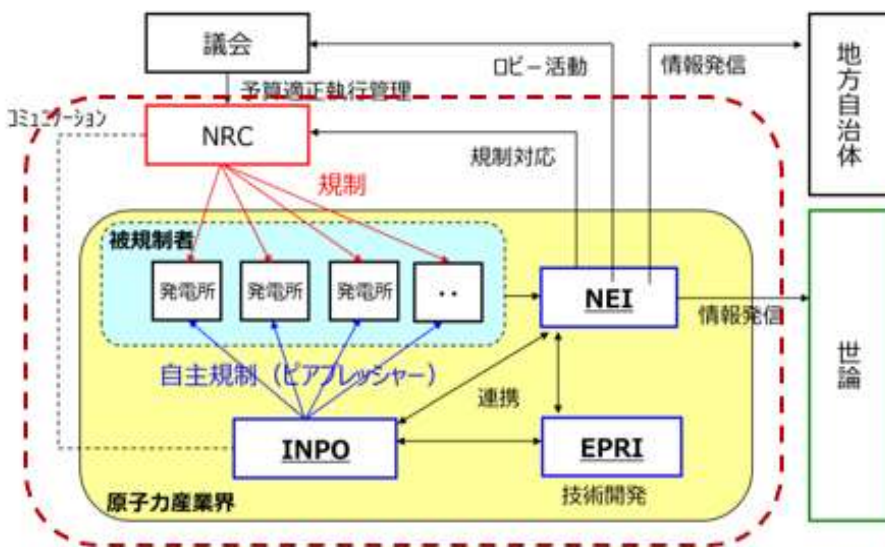 議会
ロビー活動
情報発信
地方自治体
予算適正執行管理
コミュニケーション
NRC
規制対応
規制
被規制者
発電所
発電所
発電所
・・
NEI
情報発信
世論
自主規制（ピアプレッシャー）
連携
INPO
EPRI
技術開発
原子力産業界